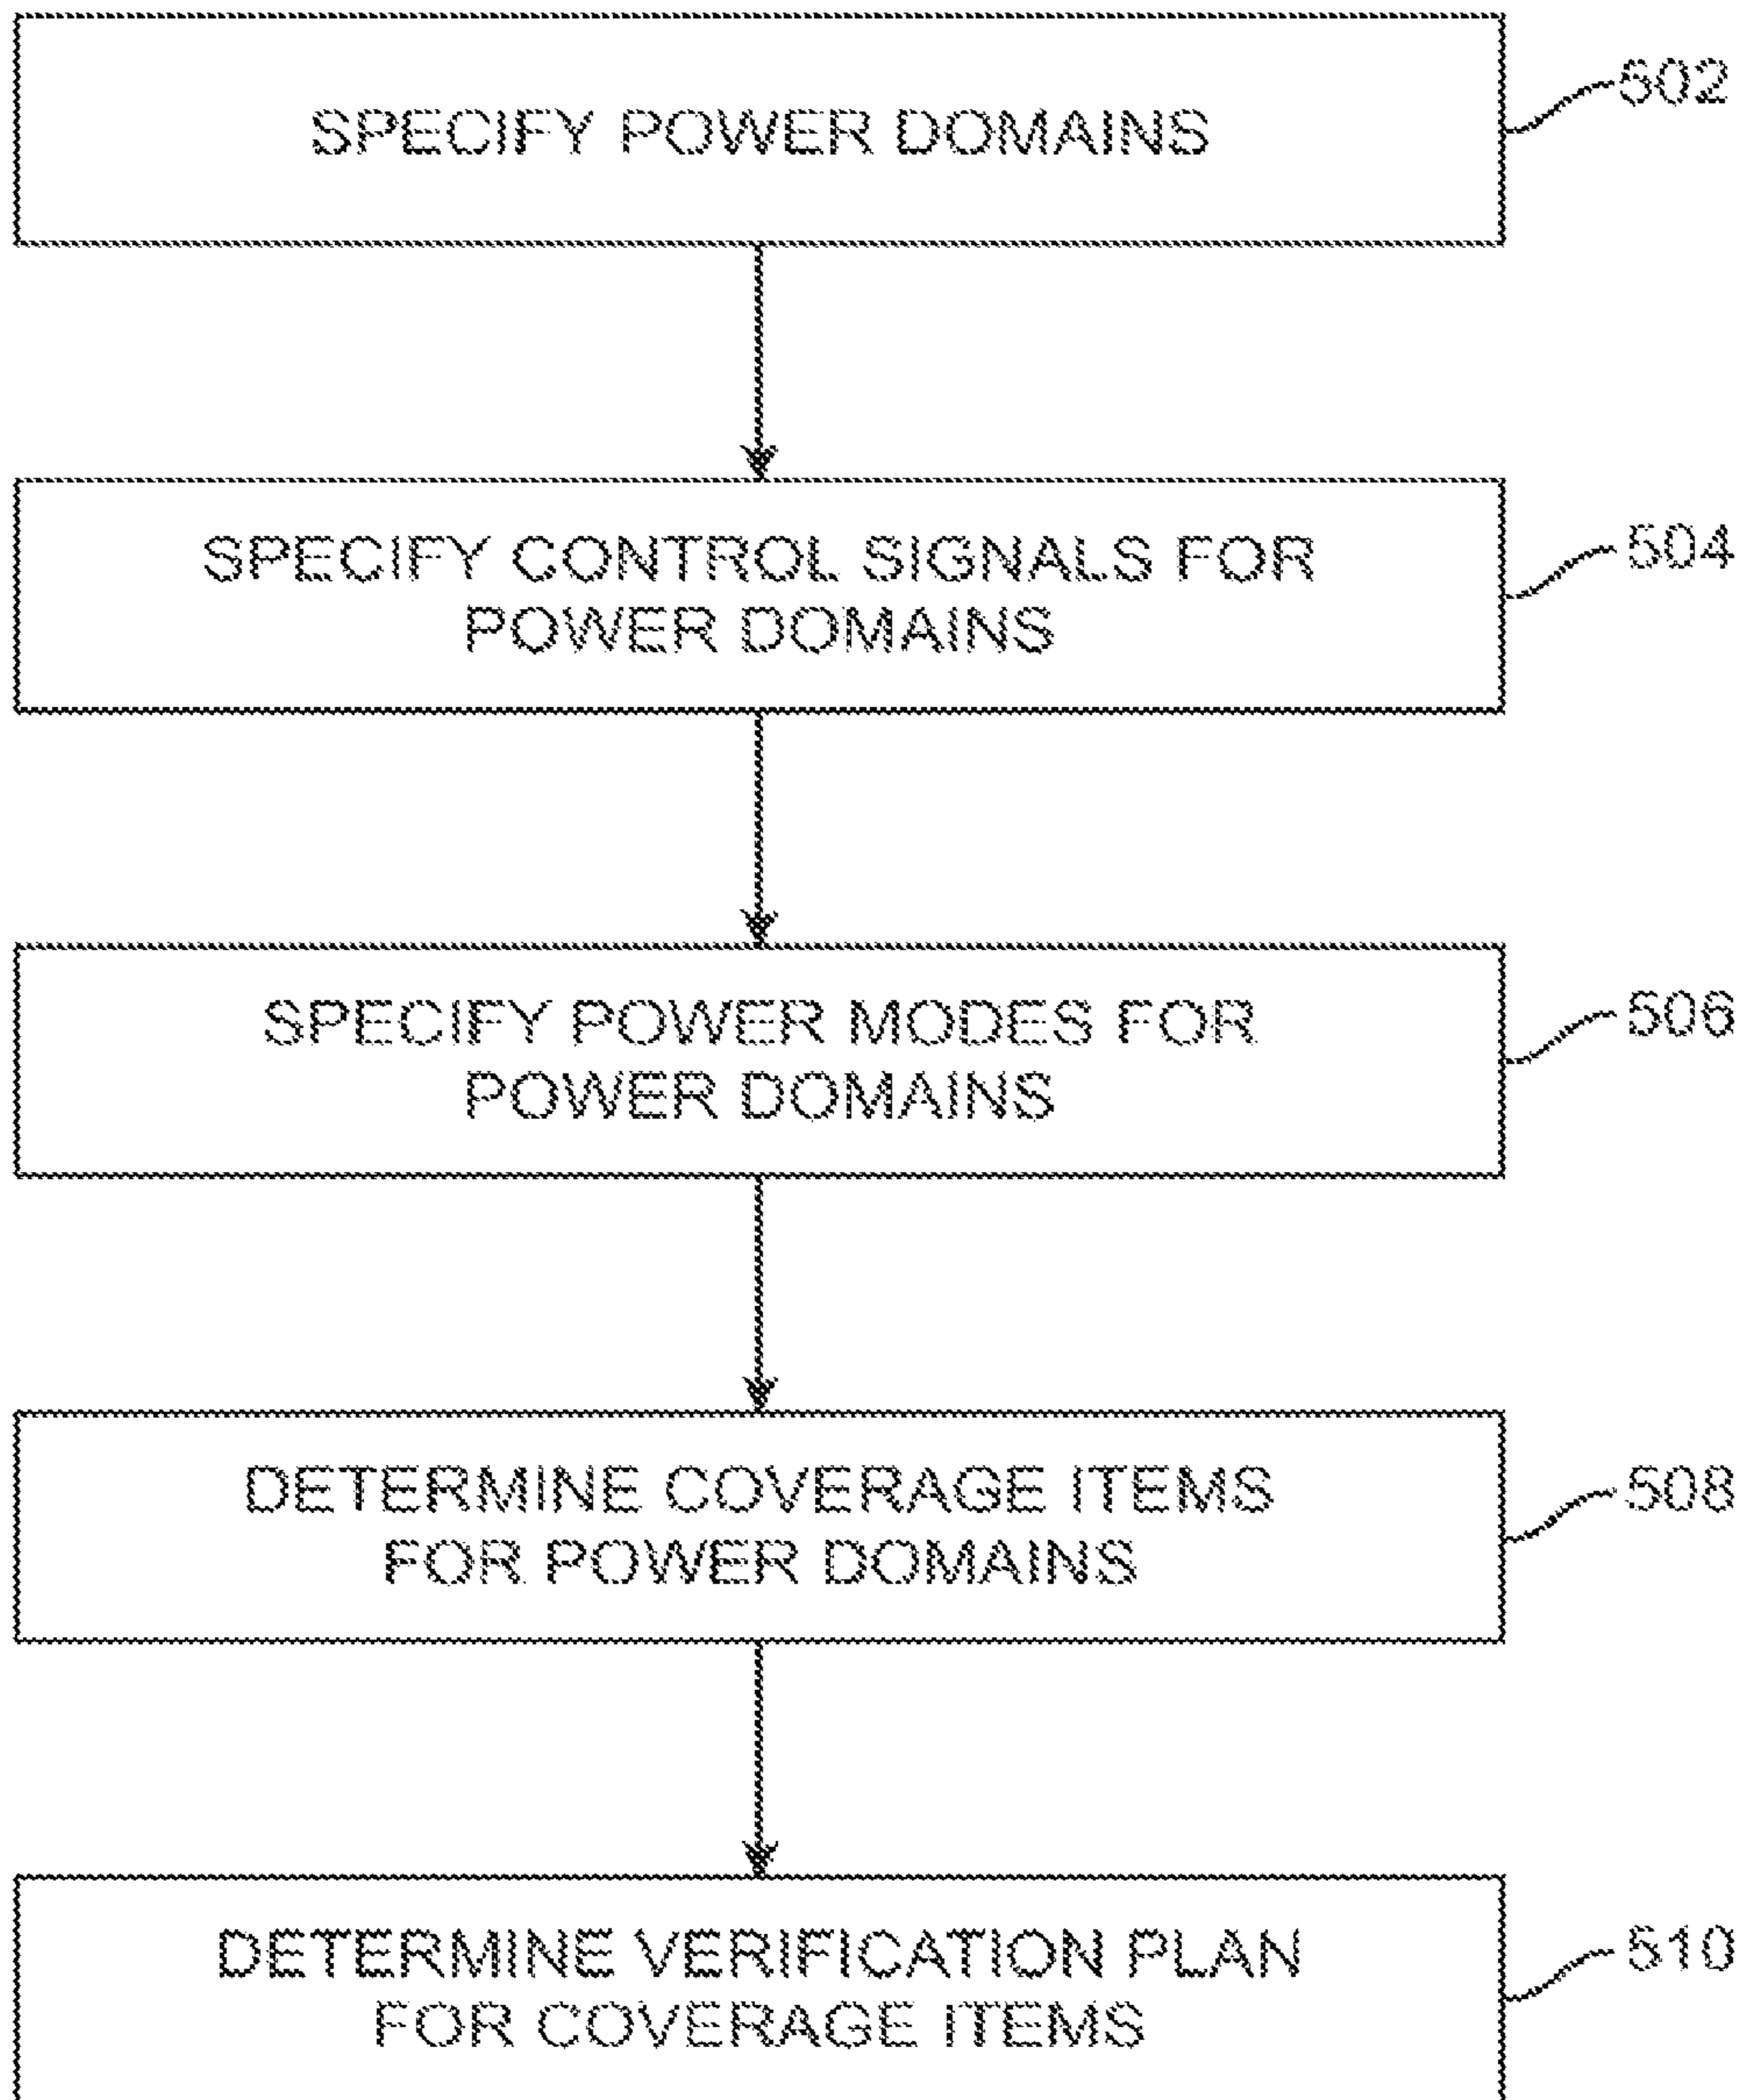 SPECIFY POWER DOMAINS
502
SPECIFY CONTROL SIGNALS FOR
POWER DOMAINS
504
SPECIFY POWER MODES FOR
POWER DOMAINS
506
DETERMINE COVERAGE ITEMS
FOR POWER DOMAINS
508
DETERMINE VERIFICATION PLAN
FOR COVERAGE ITEMS
510